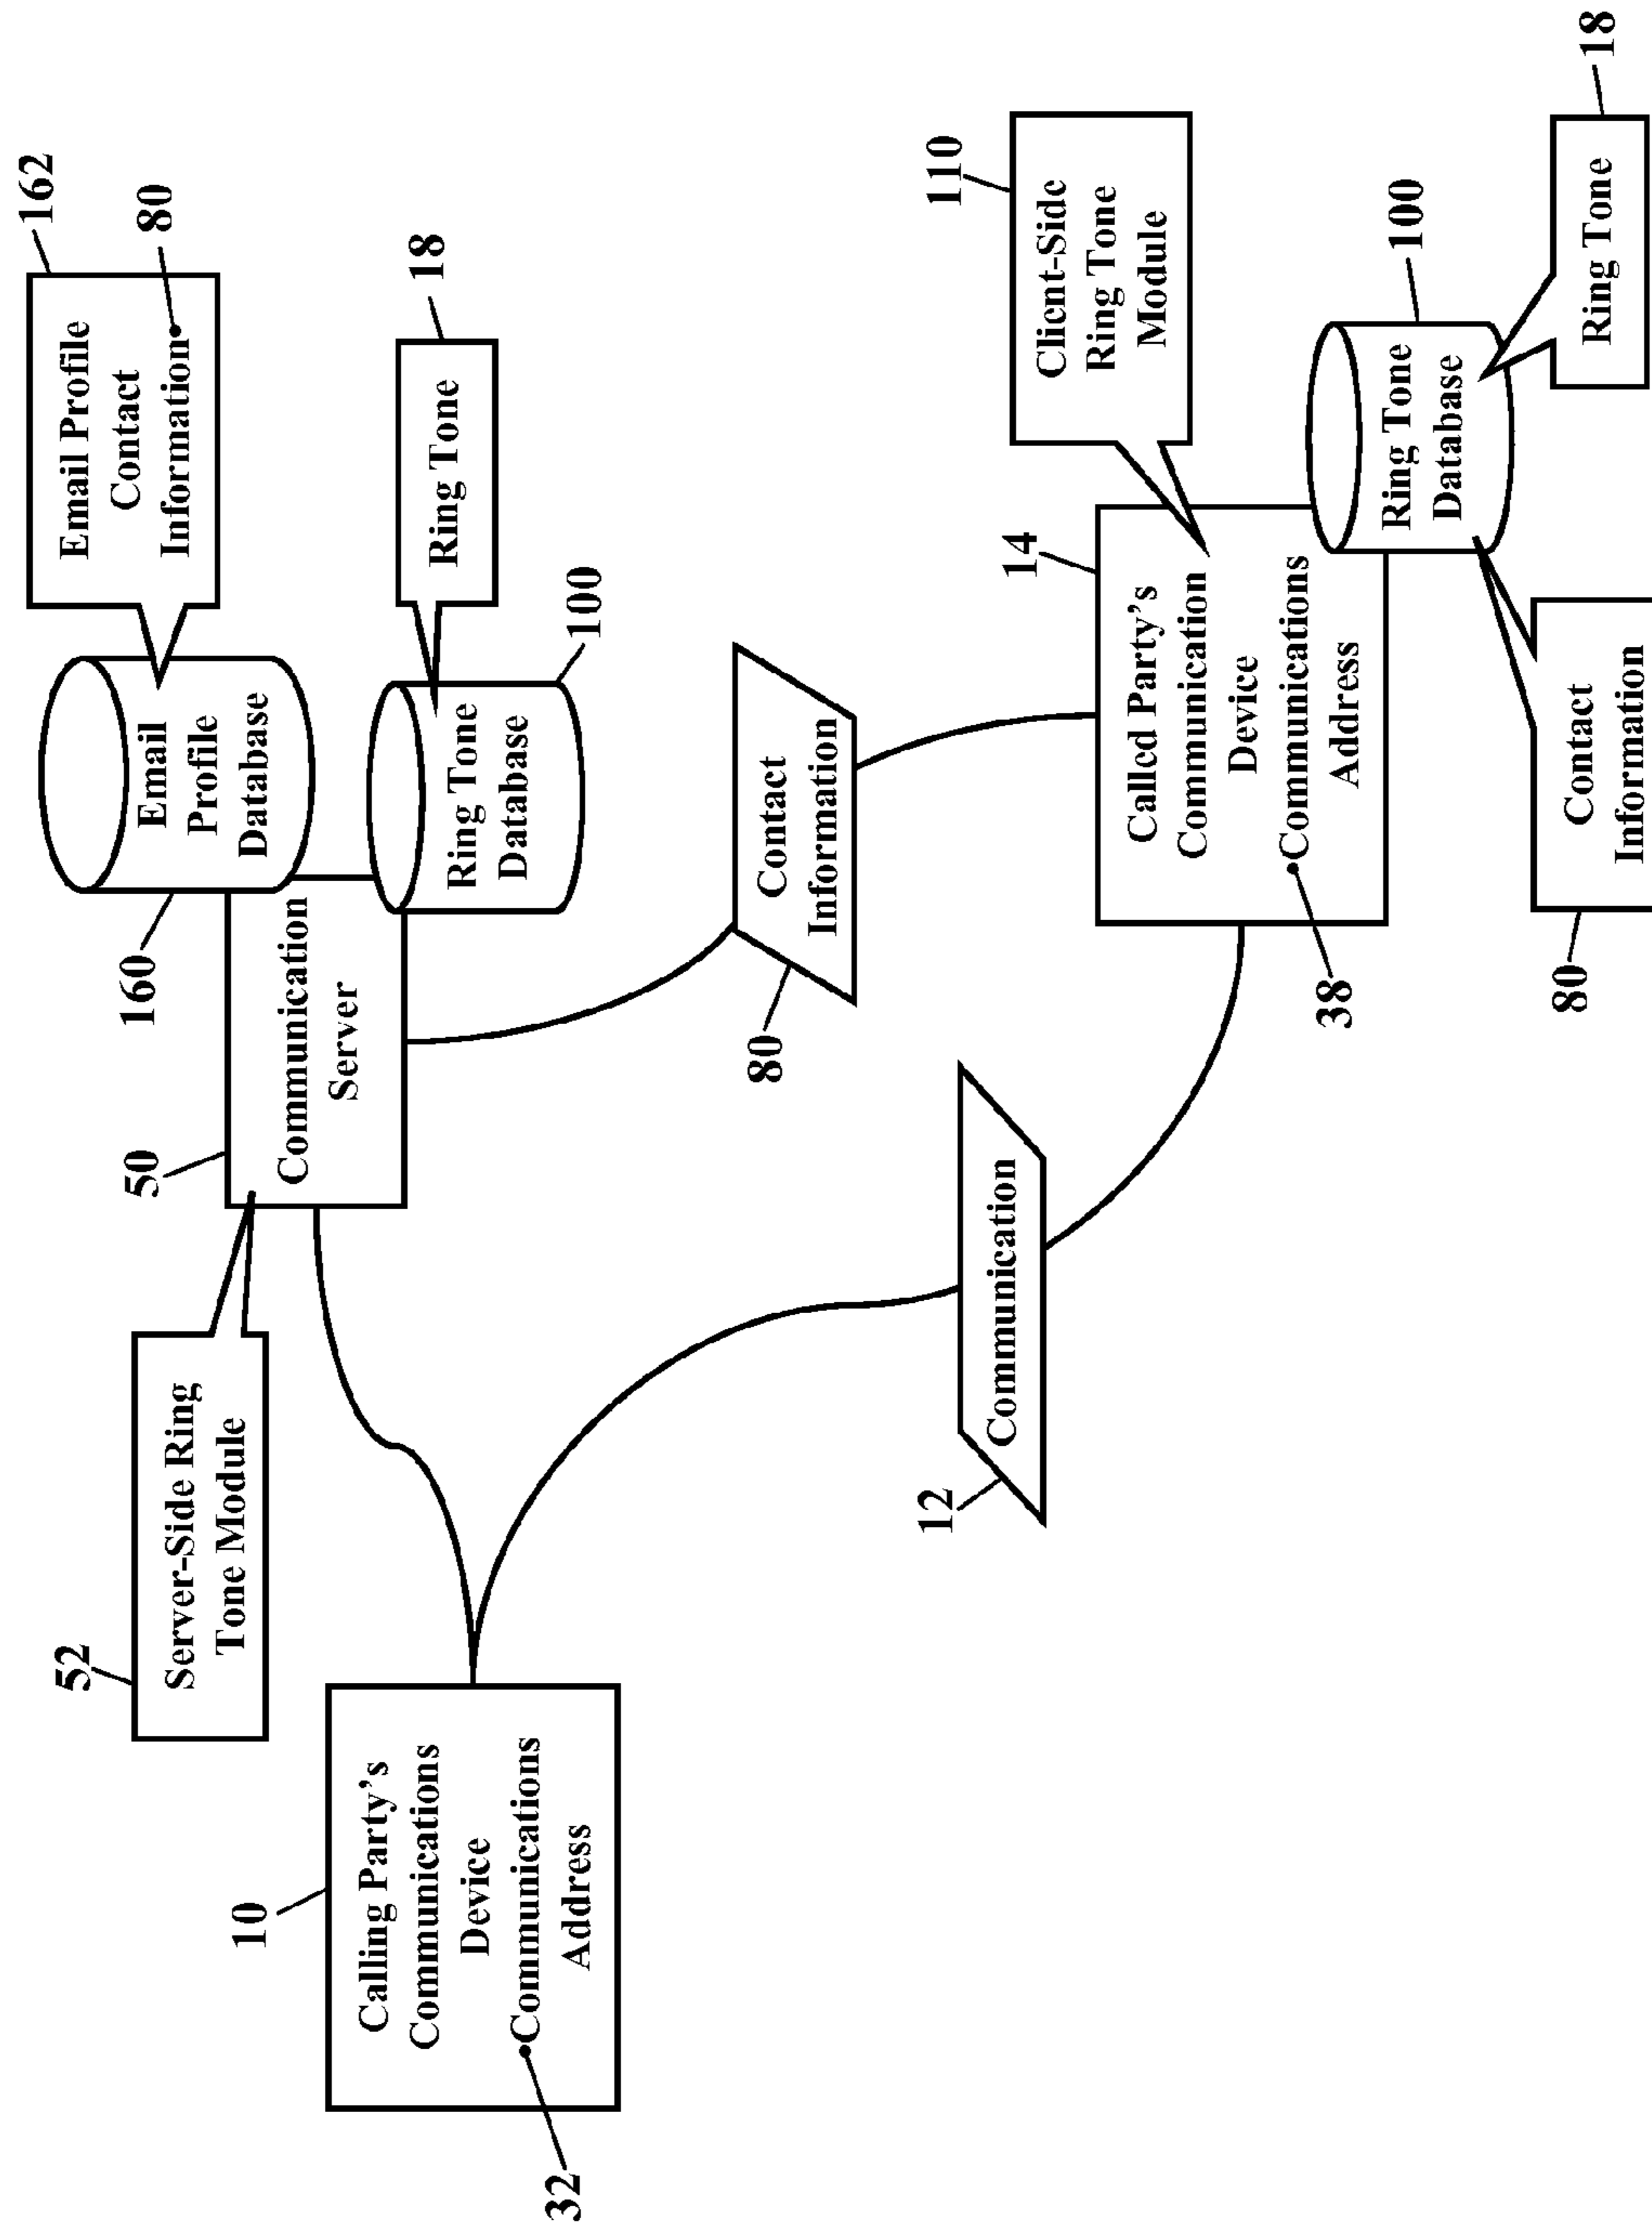 162
Email Profile
Contact
Information
80
160
Email
Profile
Database
18
Ring Tone
Ring Tone
Database
100
52
Server-Side Ring
Tone Module
50
Communication
Server
10
Calling Party's
Communications
Device
Communications
Address
32
80
Contact
Information
12
Communication
110
Client-Side
Ring Tone
Module
14
Called Party's
Communication
Device
Communications
Address
38
Ring Tone
Database
100
18
Ring Tone
80
Contact
Information